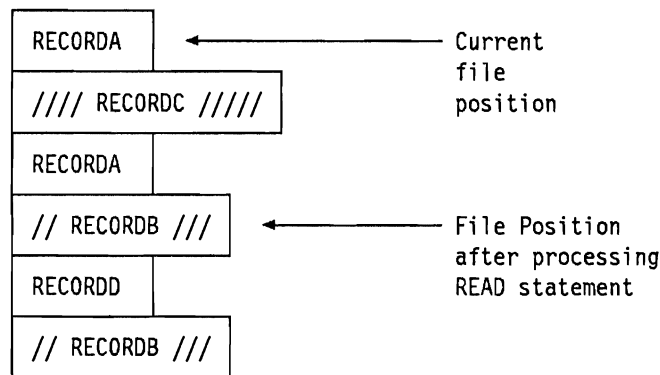 RECORDA
Current
file
position
//// RECORDC /////
RECORDA
// RECORDB ///
File Position
after processing
READ statement
RECORDD
// RECORDB ///